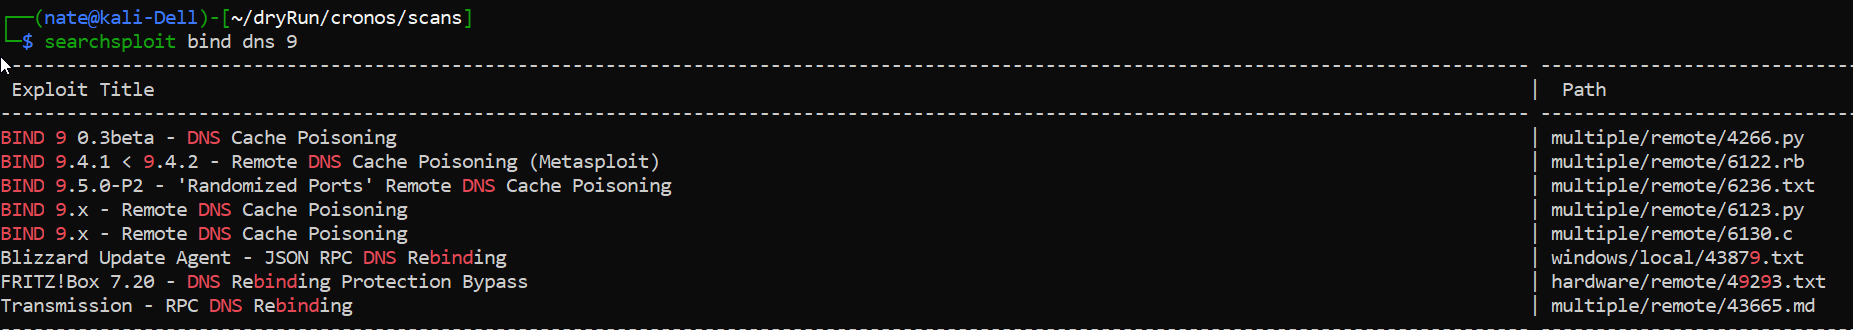 (nate@kali-Dell)-[~/dryRun/cronos/scans]
$ searchsploit bind dns 9
Exploit Title | Path
BIND 9 0.3beta - DNS Cache Poisoning | multiple/remote/4266.py
BIND 9.4.1 < 9.4.2 - Remote DNS Cache Poisoning (Metasploit) | multiple/remote/6122.rb
BIND 9.5.0-P2 - 'Randomized Ports' Remote DNS Cache Poisoning | multiple/remote/6236.txt
BIND 9.x - Remote DNS Cache Poisoning | multiple/remote/6123.py
BIND 9.x - Remote DNS Cache Poisoning | multiple/remote/6130.c
Blizzard Update Agent - JSON RPC DNS Rebinding | windows/local/43879.txt
FRITZ!Box 7.20 - DNS Rebinding Protection Bypass | hardware/remote/49293.txt
Transmission - RPC DNS Rebinding | multiple/remote/43665.md